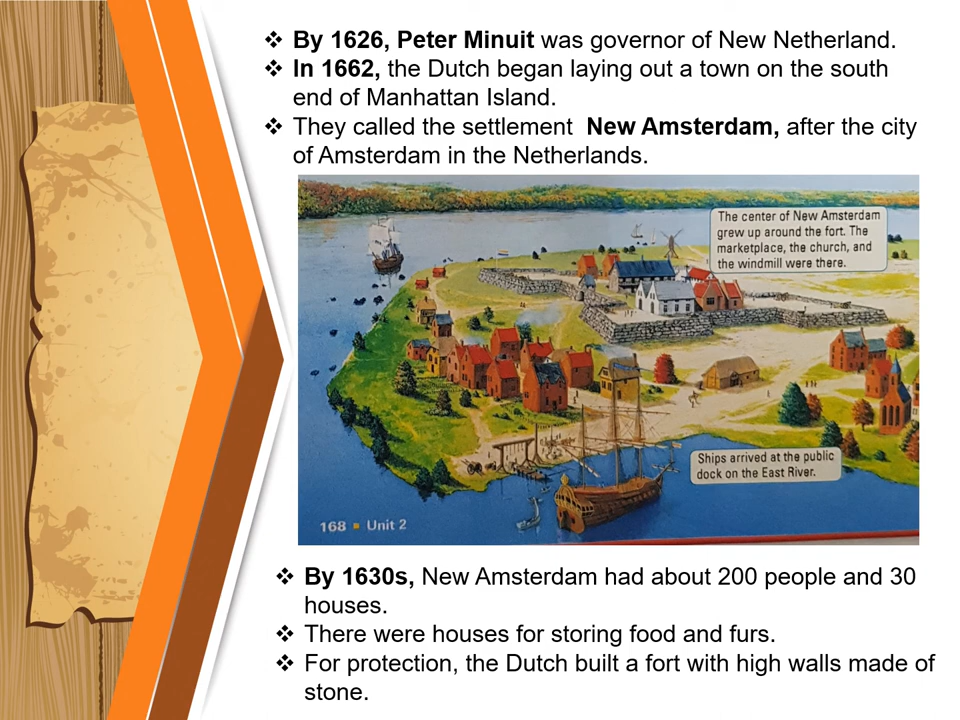 ❖ By 1626, Peter Minuit was governor of New Netherland.
❖ In 1662, the Dutch began laying out a town on the south
end of Manhattan Island.
❖ They called the settlement New Amsterdam, after the city
of Amsterdam in the Netherlands.
The center of New Amsterdam
grew up around the fort. The
marketplace, the church, and
the windmill were there.
Ships arrived at the public
dock on the East River.
168 ▪ Unit 2
❖ By 1630s, New Amsterdam had about 200 people and 30
houses.
❖ There were houses for storing food and furs.
❖ For protection, the Dutch built a fort with high walls made of
stone.